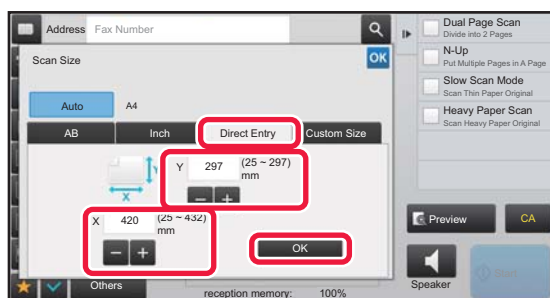 Address Fax Number
Scan Size
OK
Auto A4
AB Inch Direct Entry Custom Size
Y
X
Y 297 (25 ~ 297)
mm
X 420 (25 ~ 432)
mm
OK
Others
reception memory: 100%
Dual Page Scan
Divide into 2 Pages
N-Up
Put Multiple Pages in A Page
Slow Scan Mode
Scan Thin Paper Original
Heavy Paper Scan
Scan Heavy Paper Original
Preview CA
Speaker
Start